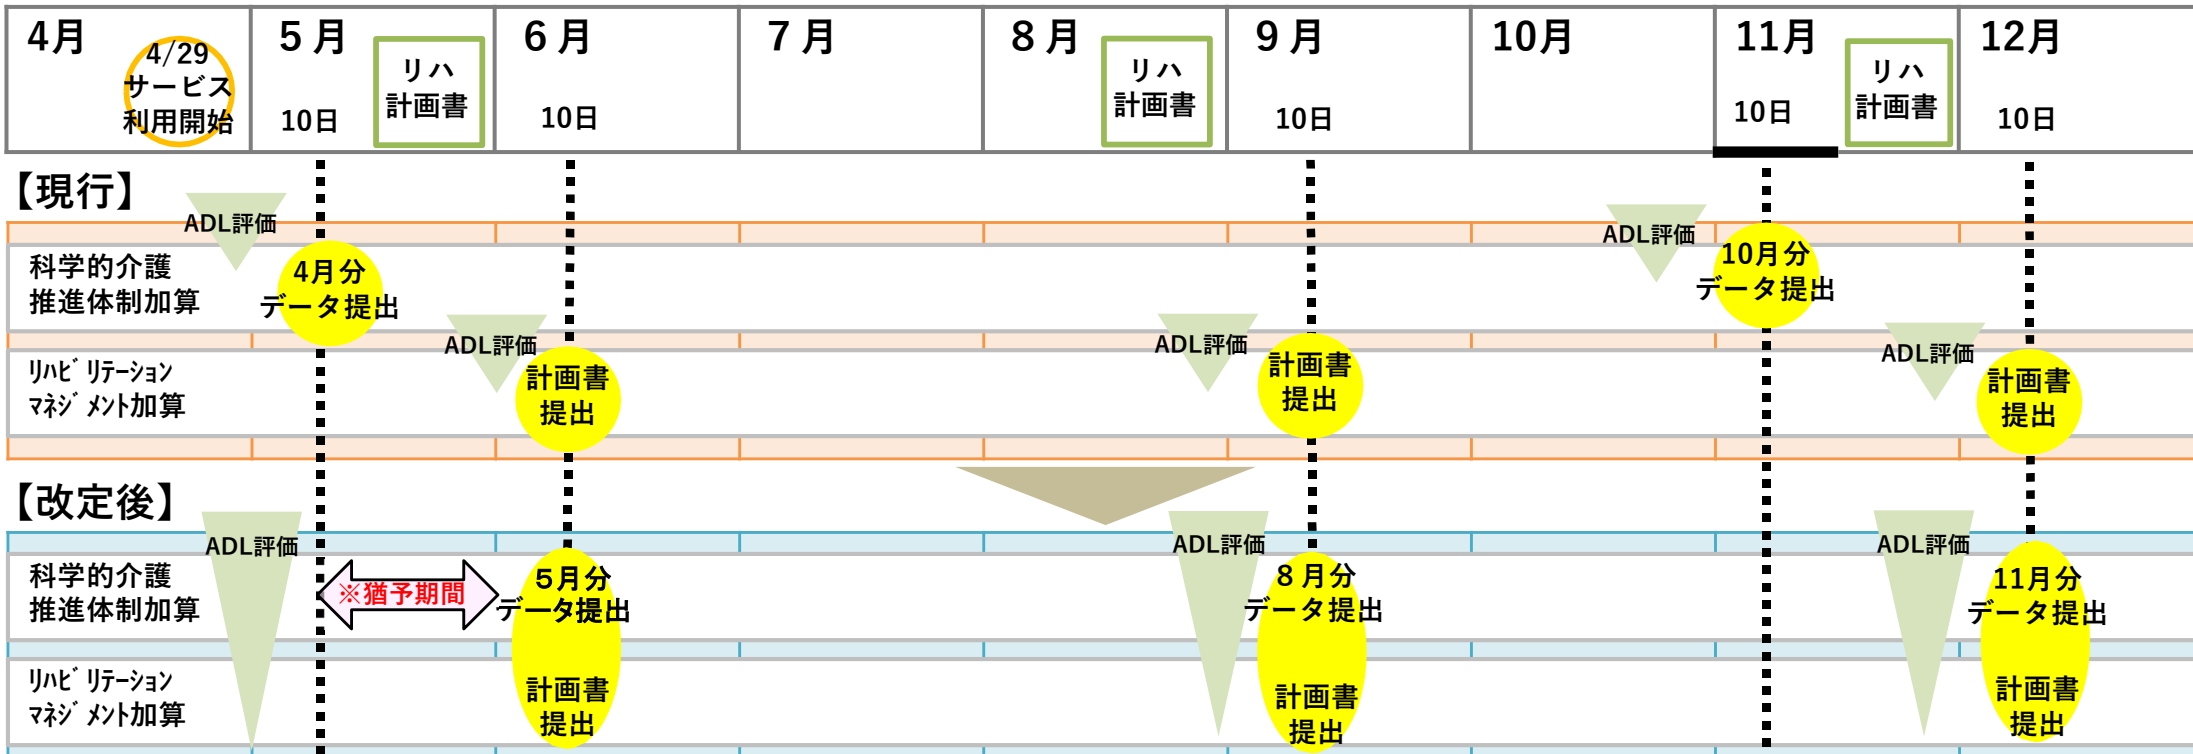 4月
4/29
サービス
利用開始
5月
10日
リハ
計画書
6月
10日
7月
8月
リハ
計画書
9月
10日
10月
11月
10日
リハ
計画書
12月
10日
【現行】
ADL評価
ADL評価
科学的介護
推進体制加算
4月分
データ提出
10月分
データ提出
ADL評価
ADL評価
ADL評価
リハビリテーション
マネジメント加算
計画書
提出
計画書
提出
計画書
提出
【改定後】
ADL評価
ADL評価
ADL評価
科学的介護
推進体制加算
※猶予期間
5月分
データ提出
8月分
データ提出
11月分
データ提出
リハビリテーション
マネジメント加算
計画書
提出
計画書
提出
計画書
提出